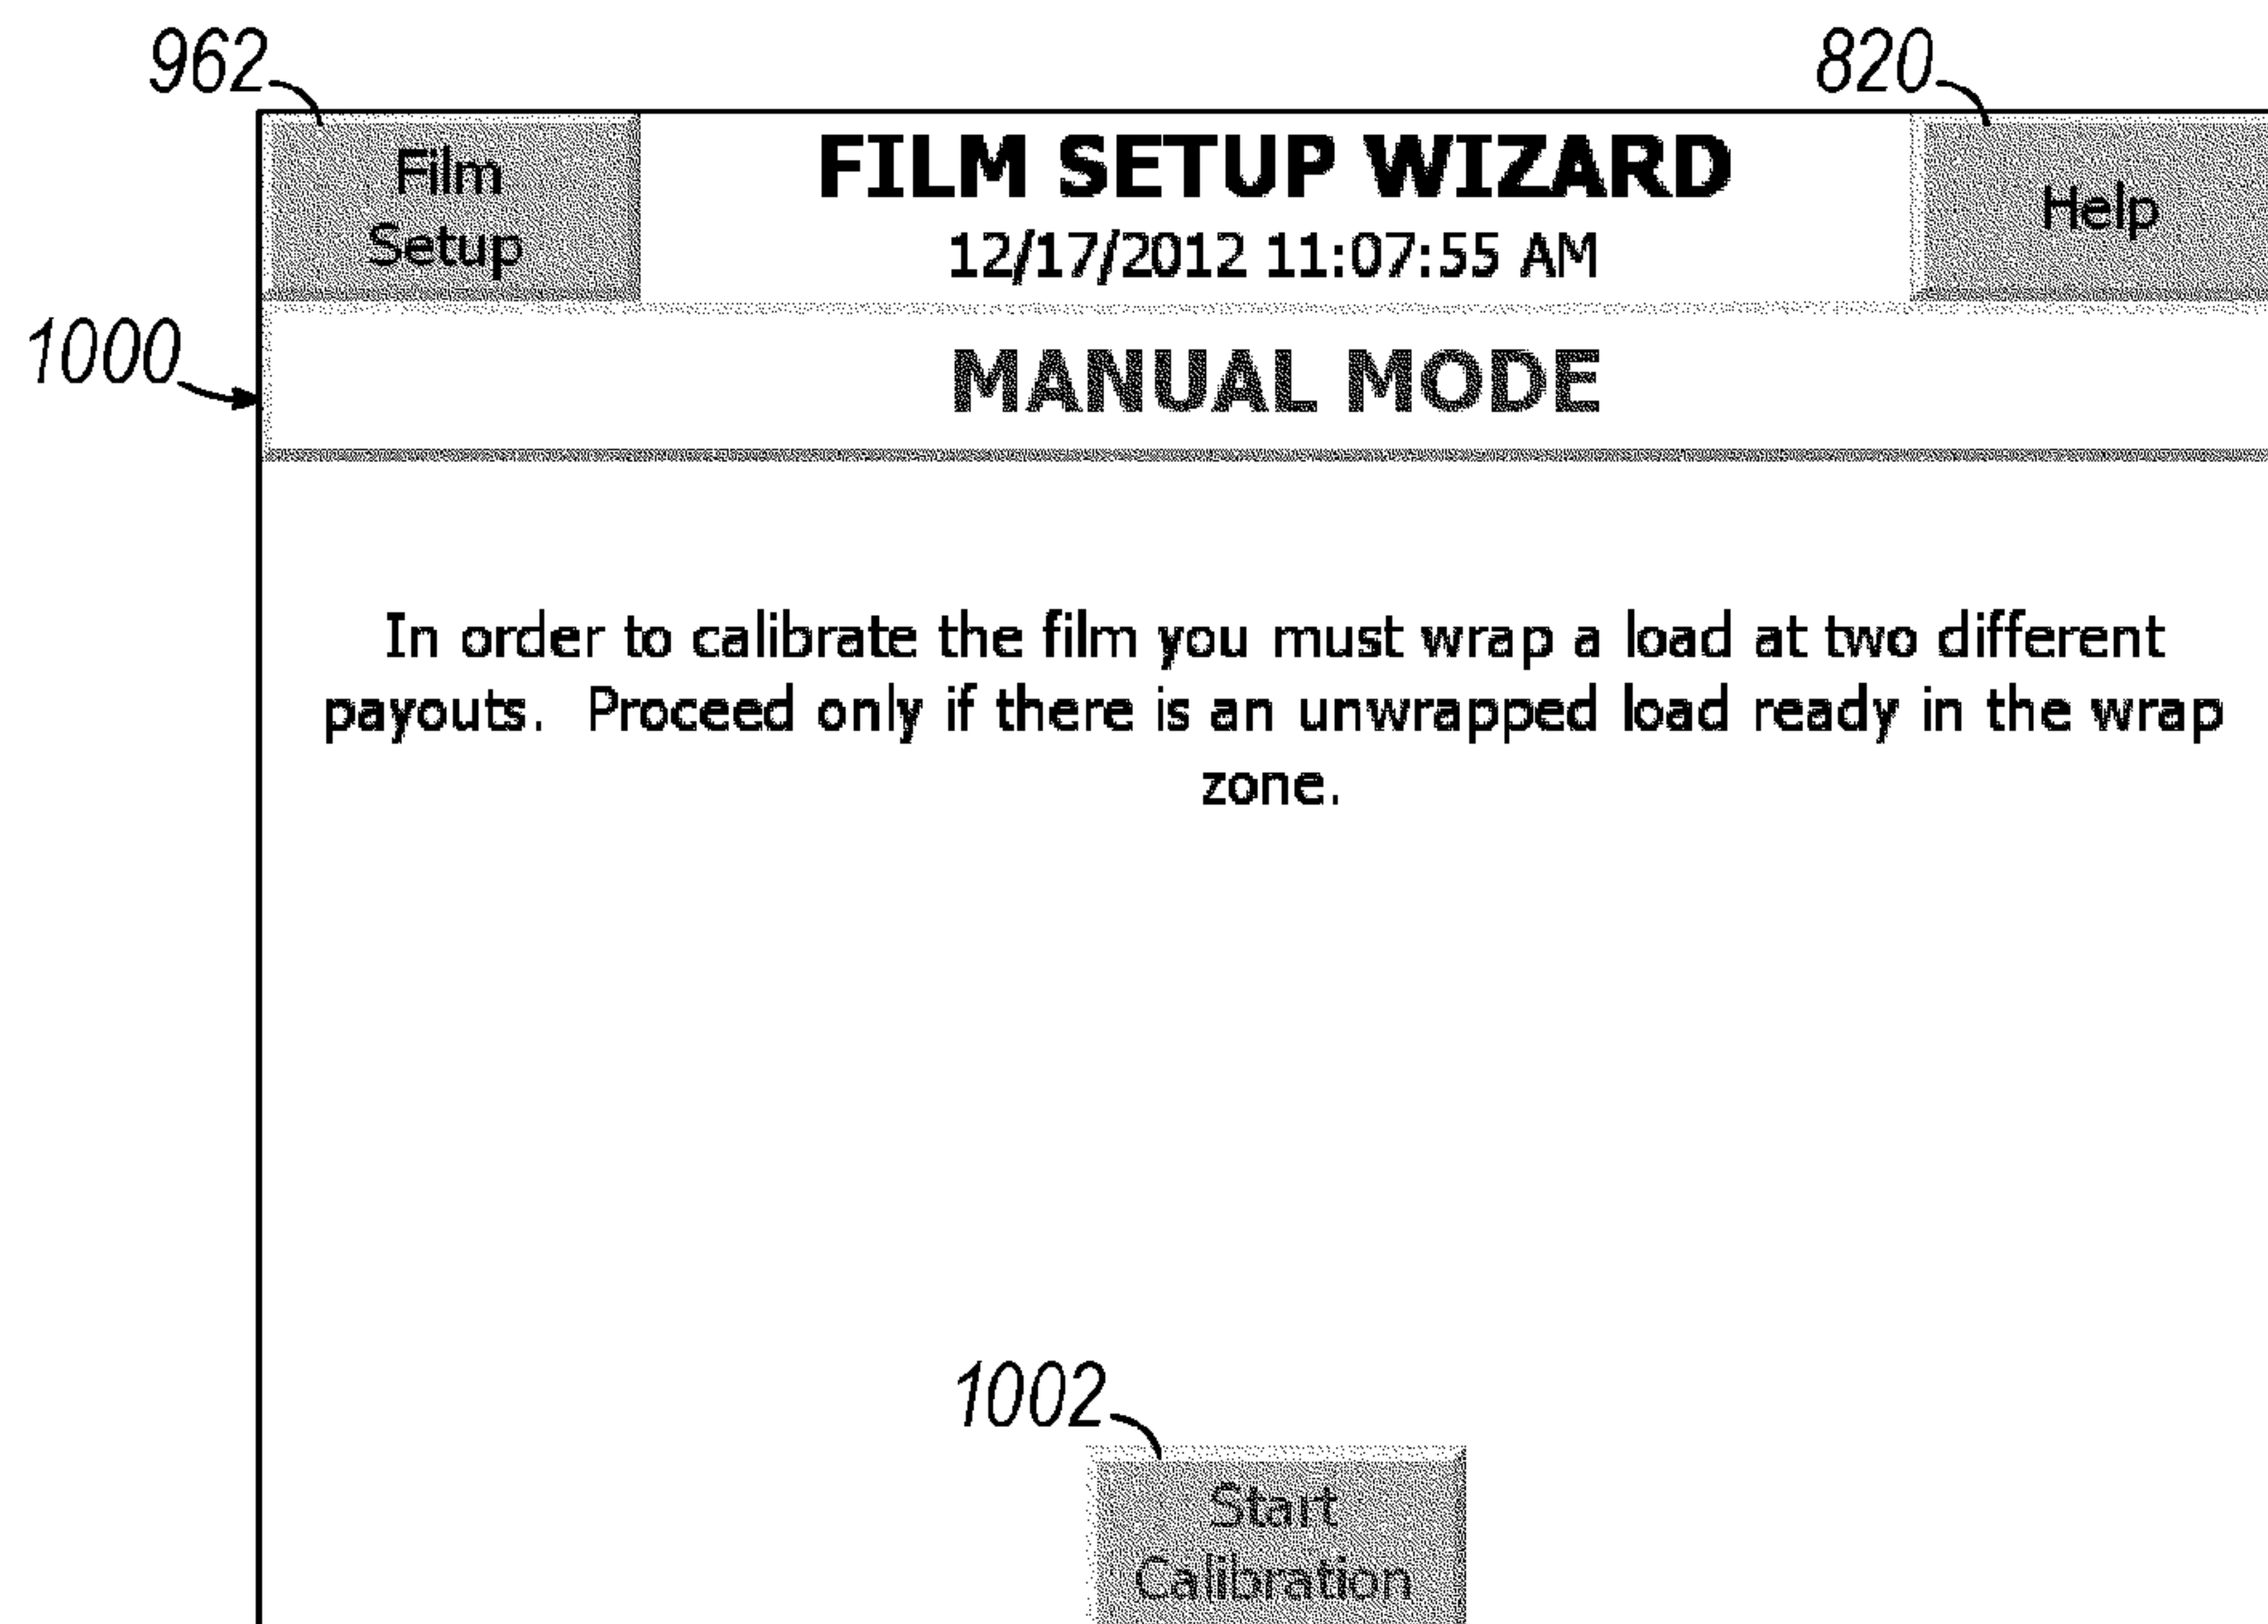 962
820
Film
Setup
FILM SETUP WIZARD
12/17/2012 11:07:55 AM
Help
1000
MANUAL MODE
In order to calibrate the film you must wrap a load at two different
payouts.  Proceed only if there is an unwrapped load ready in the wrap
zone.
1002
Start
Calibration